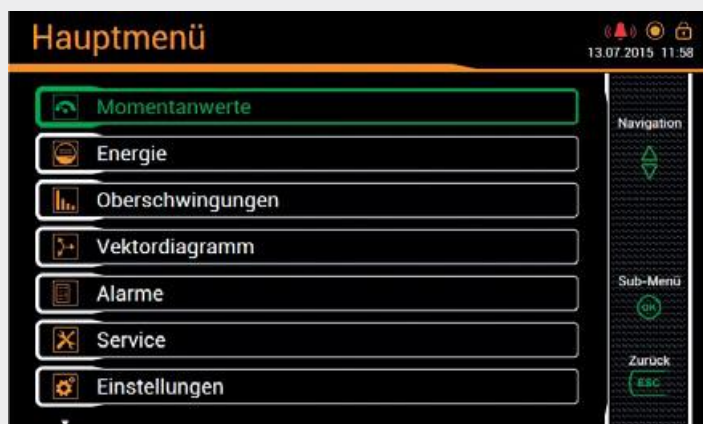 Hauptmenü
13.07.2015 11:58
Momentanwerte
Energie
Oberschwingungen
Vektordiagramm
Alarme
Service
Einstellungen
Navigation
Sub-Menü
OK
Zurück
ESC